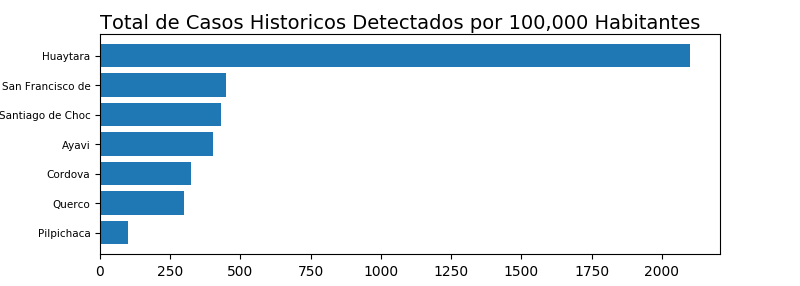 Total de Casos Historicos Detectados por 100,000 Habitantes
Huaytara
San Francisco de
Santiago de Choc
Ayavi
Cordova
Querco
Pilpichaca
0 250 500 750 1000 1250 1500 1750 2000